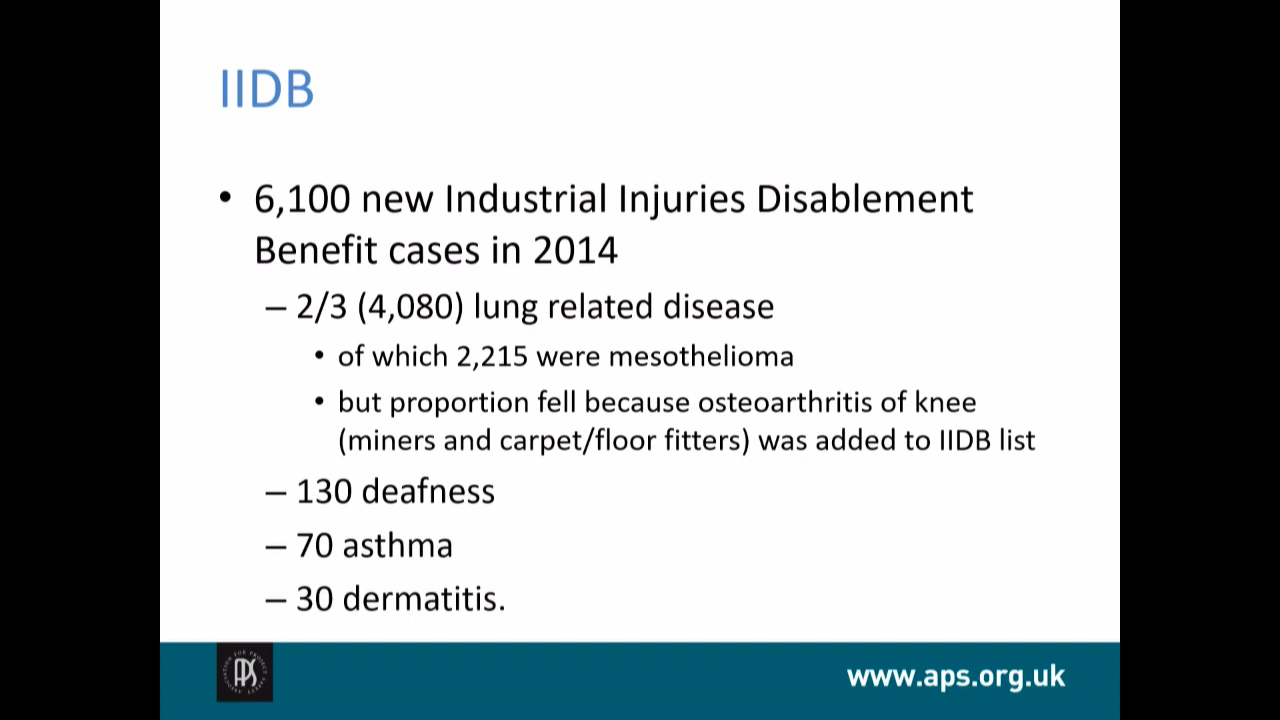 IIDB
• 6,100 new Industrial Injuries Disablement
Benefit cases in 2014
– 2/3 (4,080) lung related disease
• of which 2,215 were mesothelioma
• but proportion fell because osteoarthritis of knee
(miners and carpet/floor fitters) was added to IIDB list
– 130 deafness
– 70 asthma
– 30 dermatitis.
APS
www.aps.org.uk